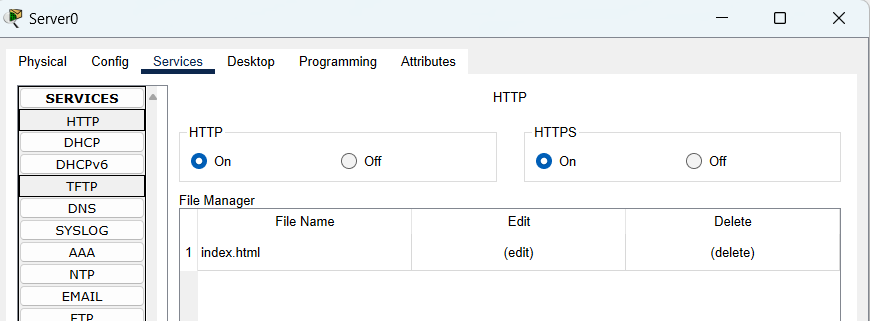 Server0
Physical Config Services Desktop Programming Attributes
SERVICES
HTTP
DHCP
DHCPv6
TFTP
DNS
SYSLOG
AAA
NTP
EMAIL
FTP
HTTP
HTTP
On Off
HTTPS
On Off
File Manager
File Name Edit Delete
1 index.html (edit) (delete)